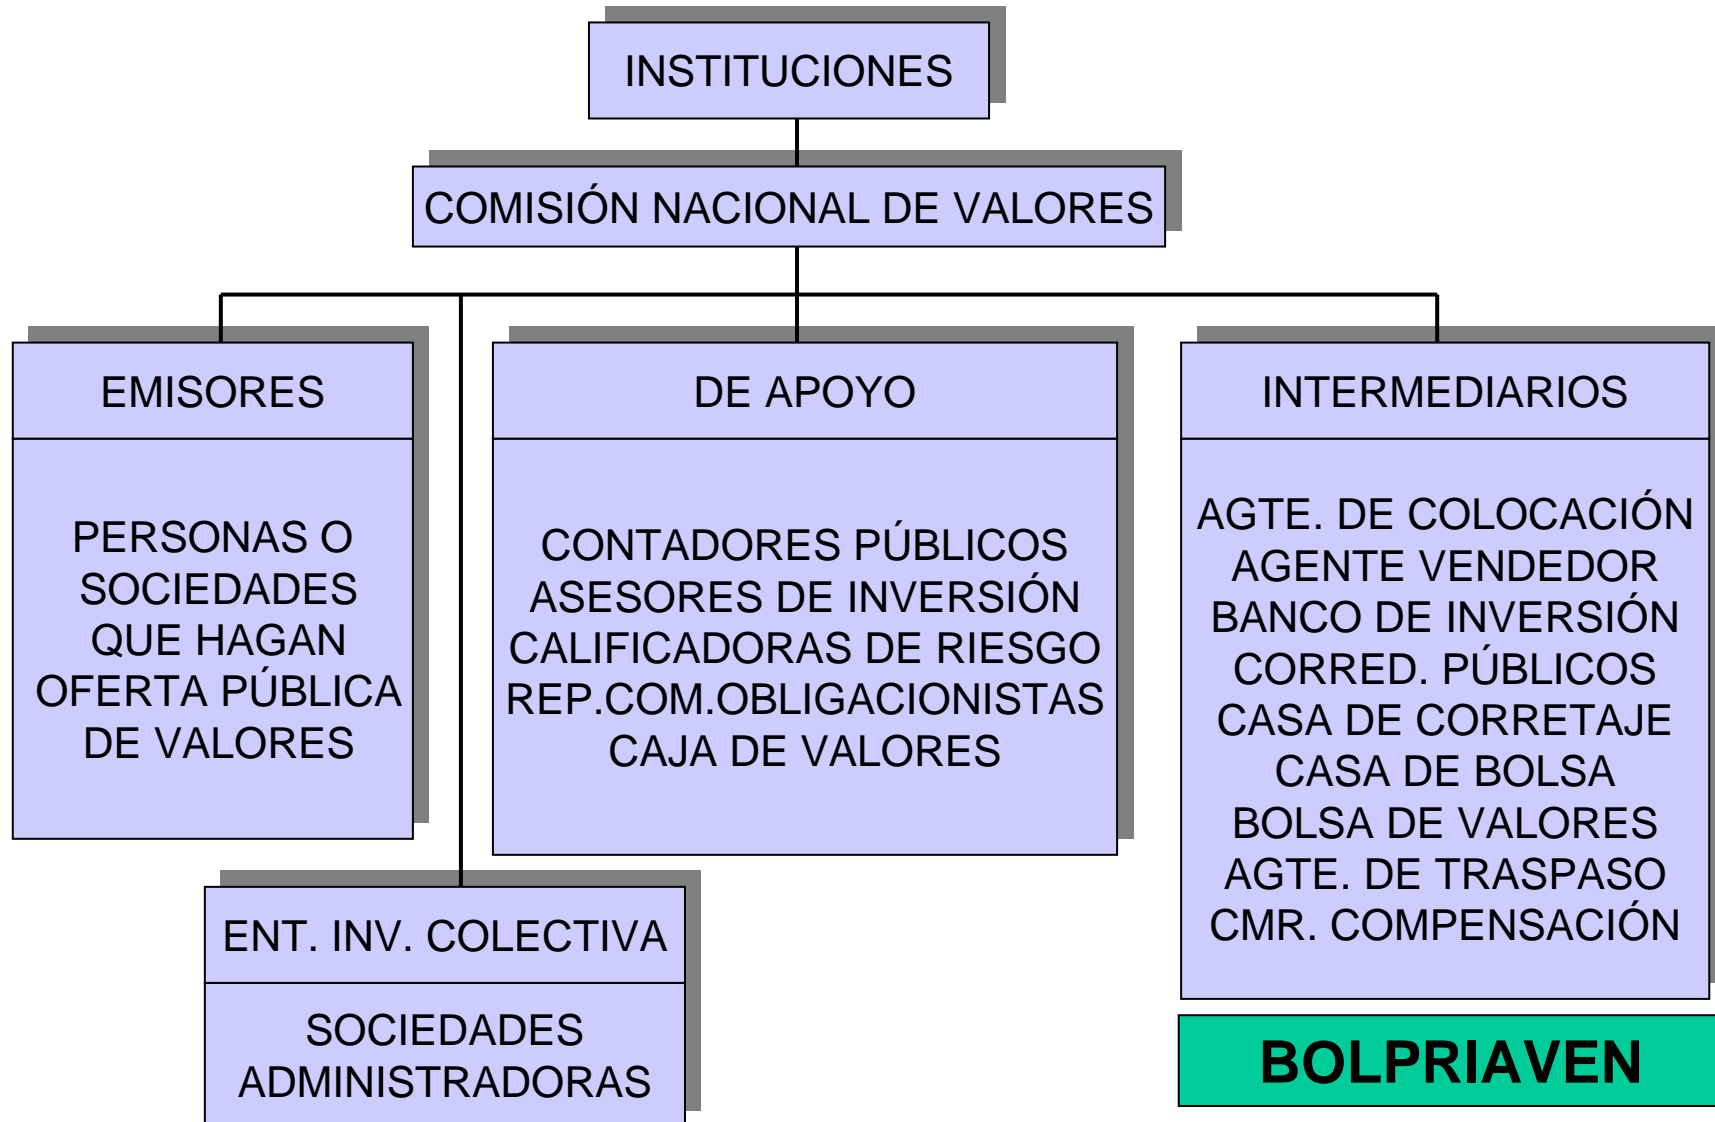 INSTITUCIONES
COMISIÓN NACIONAL DE VALORES
EMISORES
PERSONAS O
SOCIEDADES
QUE HAGAN
OFERTA PÚBLICA
DE VALORES
DE APOYO
CONTADORES PÚBLICOS
ASESORES DE INVERSIÓN
CALIFICADORAS DE RIESGO
REP.COM.OBLIGACIONISTAS
CAJA DE VALORES
INTERMEDIARIOS
AGTE. DE COLOCACIÓN
AGENTE VENDEDOR
BANCO DE INVERSIÓN
CORRED. PÚBLICOS
CASA DE CORRETAJE
CASA DE BOLSA
BOLSA DE VALORES
AGTE. DE TRASPASO
CMR. COMPENSACIÓN
ENT. INV. COLECTIVA
SOCIEDADES
ADMINISTRADORAS
BOLPRIAVEN